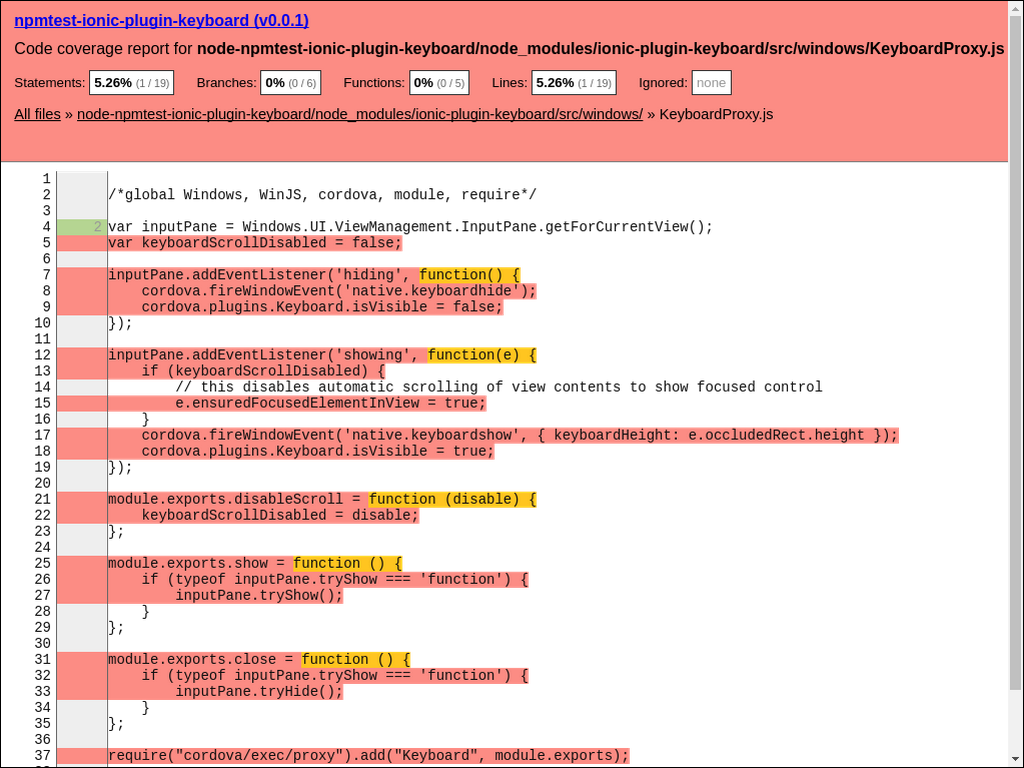 npmtest-ionic-plugin-keyboard (v0.0.1)
Code coverage report for node-npmtest-ionic-plugin-keyboard/node_modules/ionic-plugin-keyboard/src/windows/KeyboardProxy.js
Statements: 5.26% (1 / 19) Branches: 0% (0 / 6) Functions: 0% (0 / 5) Lines: 5.26% (1 / 19) Ignored: none
All files » node-npmtest-ionic-plugin-keyboard/node_modules/ionic-plugin-keyboard/src/windows/ » KeyboardProxy.js
1
2 /*global Windows, WinJS, cordova, module, require*/
3
4 2 var inputPane = Windows.UI.ViewManagement.InputPane.getForCurrentView();
5 var keyboardScrollDisabled = false;
6
7 inputPane.addEventListener('hiding', function() {
8 cordova.fireWindowEvent('native.keyboardhide');
9 cordova.plugins.Keyboard.isVisible = false;
10 });
11
12 inputPane.addEventListener('showing', function(e) {
13 if (keyboardScrollDisabled) {
14 // this disables automatic scrolling of view contents to show focused control
15 e.ensuredFocusedElementInView = true;
16 }
17 cordova.fireWindowEvent('native.keyboardshow', { keyboardHeight: e.occludedRect.height });
18 cordova.plugins.Keyboard.isVisible = true;
19 });
20
21 module.exports.disableScroll = function (disable) {
22 keyboardScrollDisabled = disable;
23 };
24
25 module.exports.show = function () {
26 if (typeof inputPane.tryShow === 'function') {
27 inputPane.tryShow();
28 }
29 };
30
31 module.exports.close = function () {
32 if (typeof inputPane.tryShow === 'function') {
33 inputPane.tryHide();
34 }
35 };
36
37 require("cordova/exec/proxy").add("Keyboard", module.exports);